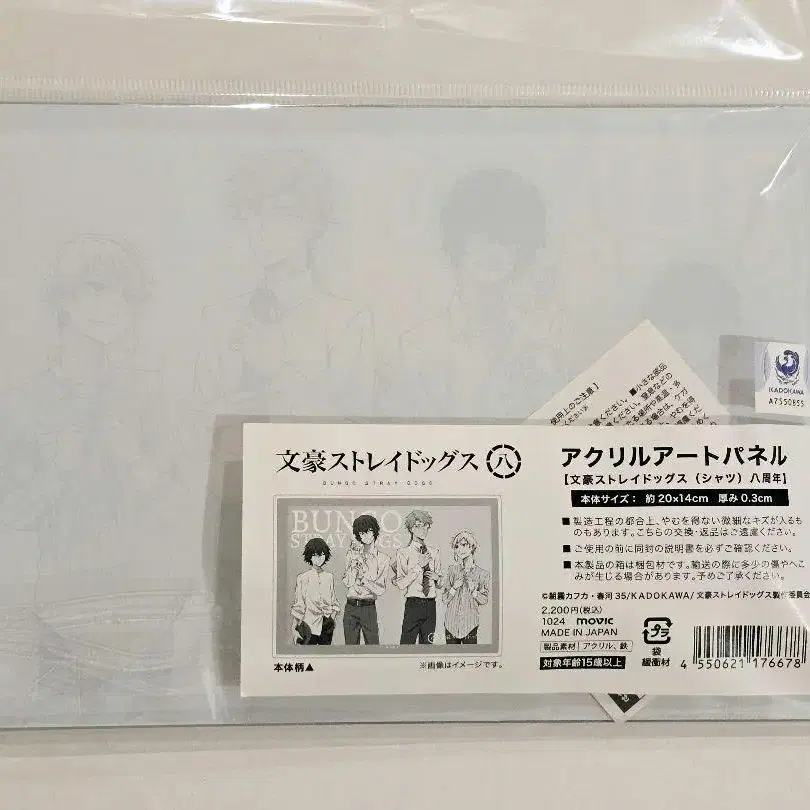 KADOKAWA
A7550855
使用上のご注意】
文豪ストレイドッグス 八
BUNGO STRAY DOGS
BUNGO
STRAY DOGS
本体柄▲
※画像はイメージです。
アクリルアートパネル
【文豪ストレイドッグス（シャツ）八周年】
本体サイズ： 約 20×14cm 厚み 0.3cm
■製造工程の都合上、やむを得ない微細なキズが入るも
のもあります。こちらの交換・返品はご遠慮ください。
■ご使用の前に同封の説明書を必ずご確認ください。
■本製品の箱は梱包材です。輸送の際に多少の傷やへこ
みが生じる場合があります。予めご了承ください。
©朝霧カフカ・春河35/KADOKAWA/文豪ストレイドッグス製作委員会
2,200円(税込)
1024 movic
MADE IN JAPAN
製品素材 アクリル、鉄
対象年齢15歳以上
プラ
袋
緩衝材
4 550621 176678